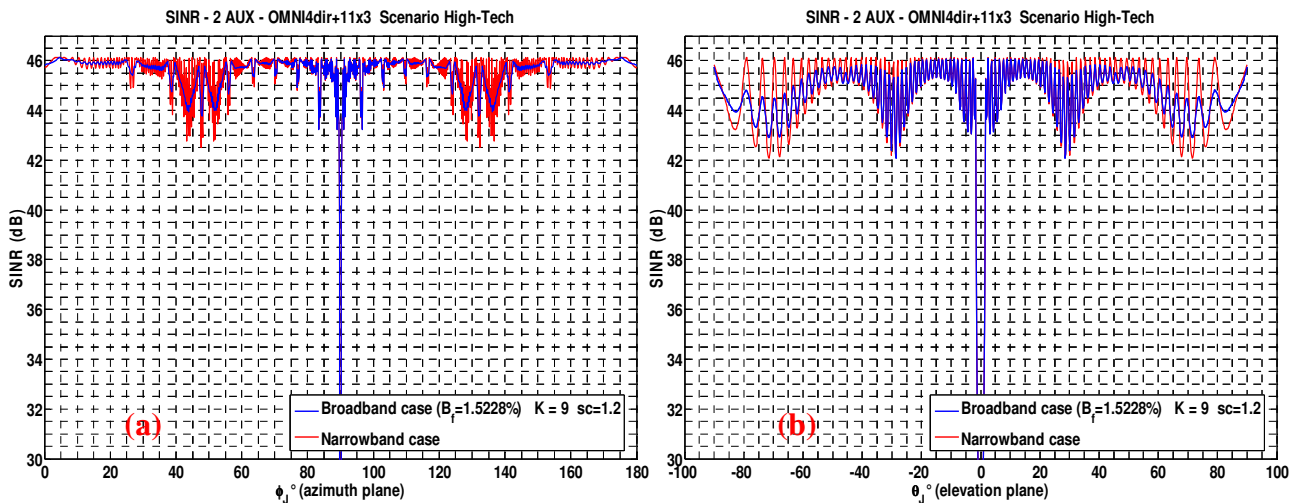 SINR - 2 AUX - OMNI4dir+11x3 Scenario High-Tech
46
44
42
40
38
36
34
32
30
SINR (dB)
(a)
Broadband case (B_f=1.5228%) K = 9 sc=1.2
Narrowband case
0 20 40 60 80 100 120 140 160 180
ϕ_J° (azimuth plane)
SINR - 2 AUX - OMNI4dir+11x3 Scenario High-Tech
46
44
42
40
38
36
34
32
30
SINR (dB)
(b)
Broadband case (B_f=1.5228%) K = 9 sc=1.2
Narrowband case
-100 -80 -60 -40 -20 0 20 40 60 80 100
θ_J° (elevation plane)